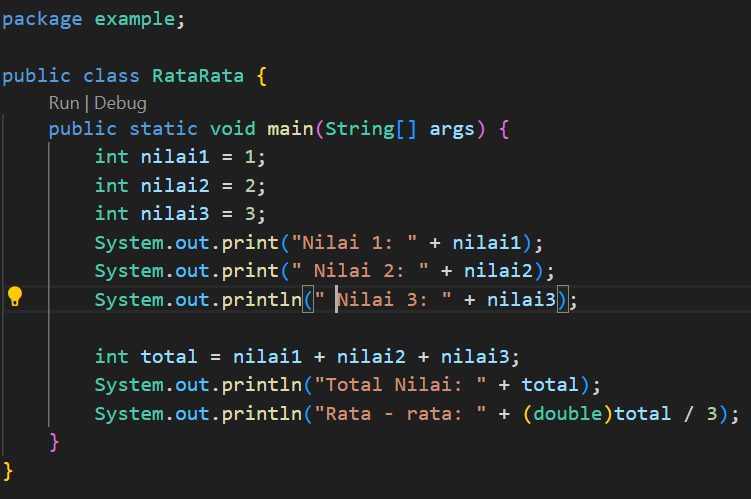 package example;
public class RataRata {
Run | Debug
public static void main(String[] args) {
int nilai1 = 1;
int nilai2 = 2;
int nilai3 = 3;
System.out.print("Nilai 1: " + nilai1);
System.out.print(" Nilai 2: " + nilai2);
System.out.println(" Nilai 3: " + nilai3);
int total = nilai1 + nilai2 + nilai3;
System.out.println("Total Nilai: " + total);
System.out.println("Rata - rata: " + (double)total / 3);
}
}